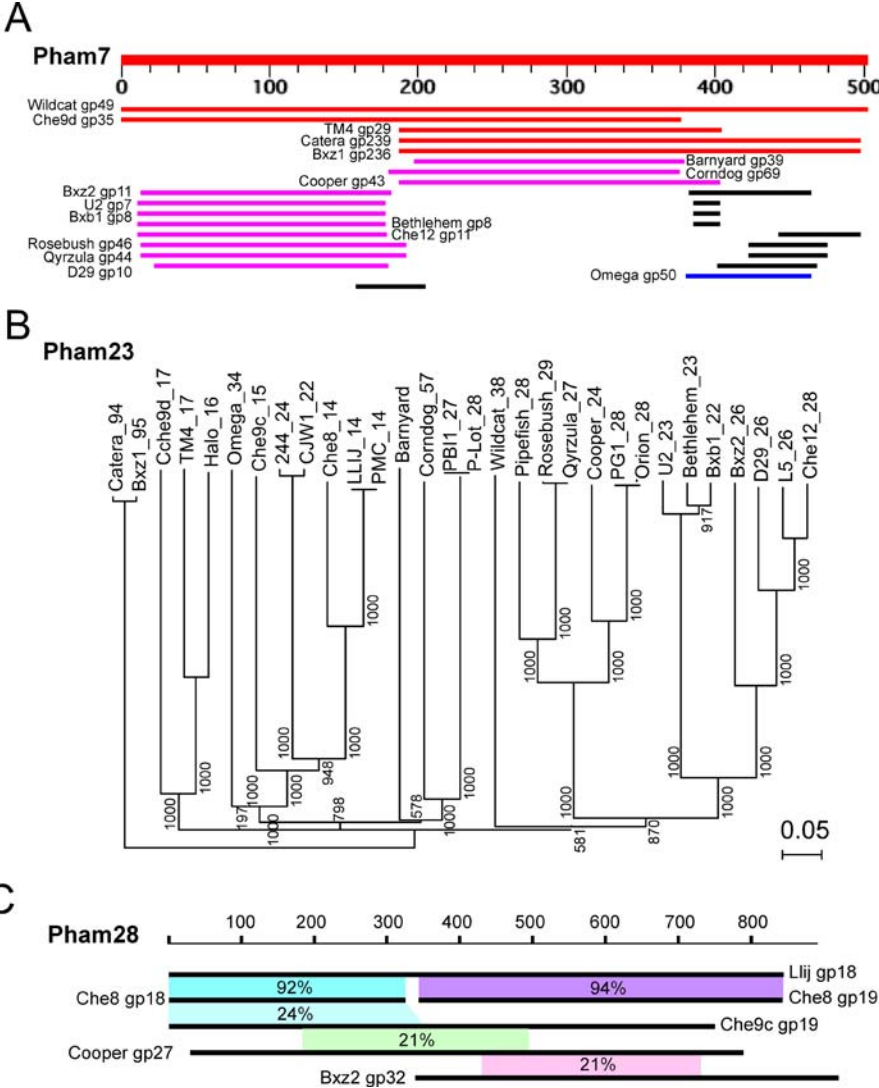 A
Pham7
0 100 200 300 400 500
Wildcat gp49
Che9d gp35
TM4 gp29
Catera gp239
Bxz1 gp236
Barnyard gp39
Corndog gp69
Cooper gp43
Bxz2 gp11
U2 gp7
Bxb1 gp8
Bethlehem gp8
Che12 gp11
Rosebush gp46
Qyrzula gp44
D29 gp10
Omega gp50
B
Pham23
Catera_94
Bxz1_95
Cche9d_17
TM4_17
Halo_16
Omega_34
Che9c_15
244_24
CJW1_22
Che8_14
LLIJ_14
PMC_14
Barnyard
Corndog_57
PBI1_27
P-Lot_28
Wildcat_38
Pipefish_28
Rosebush_29
Qyrzula_27
Cooper_24
PG1_28
Orion_28
U2_23
Bethlehem_23
Bxb1_22
Bxz2_26
D29_26
L5_26
Che12_28
917
1000
1000
1000
1000
1000
1000
1000
1000
1000
1000
1000
948
1000
1000
1000
1000
1000
1000
1000
1000
197
1000
798
578
1000
581
870
0.05
C
Pham28
100 200 300 400 500 600 700 800
Llij gp18
92% 94%
Che8 gp18
Che8 gp19
24%
Che9c gp19
21%
Cooper gp27
21%
Bxz2 gp32